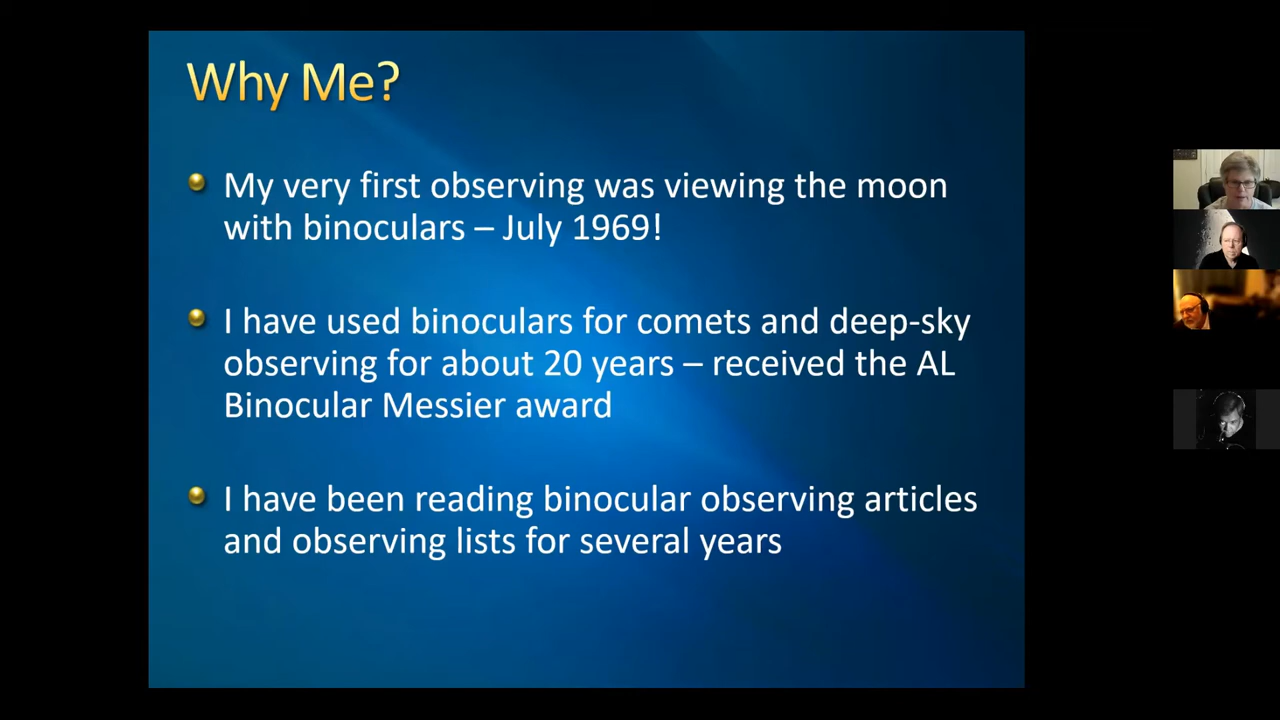 Why Me?
My very first observing was viewing the moon
with binoculars – July 1969!
I have used binoculars for comets and deep-sky
observing for about 20 years – received the AL
Binocular Messier award
I have been reading binocular observing articles
and observing lists for several years